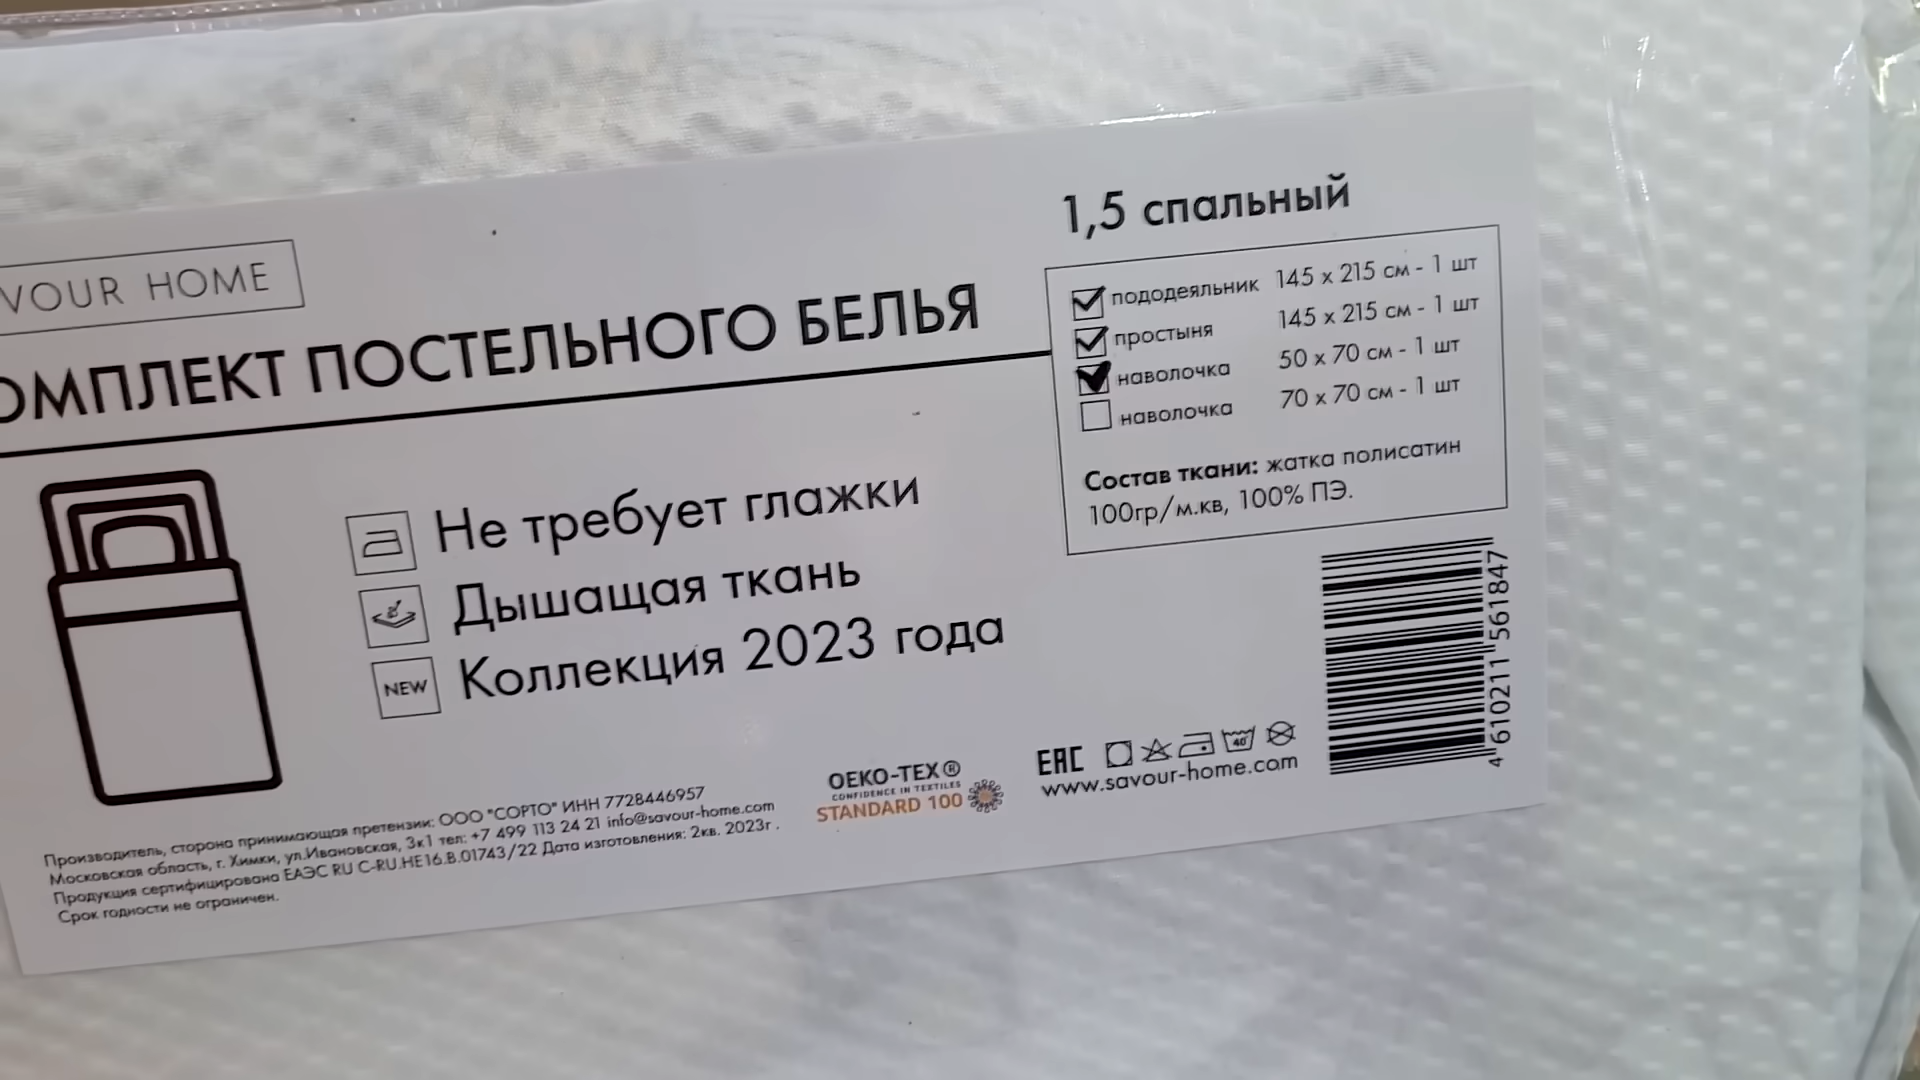 VOUR HOME
ОМПЛЕКТ ПОСТЕЛЬНОГО БЕЛЬЯ
1,5 спальный
пододеяльник 145 x 215 см - 1 шт
простыня 145 x 215 см - 1 шт
наволочка 50 x 70 см - 1 шт
наволочка 70 x 70 см - 1 шт
Состав ткани: жатка полисатин
100гр/м.кв, 100% ПЭ.
Не требует глажки
Дышащая ткань
NEW Коллекция 2023 года
4 610211 561847
Производитель, сторона принимающая претензии: ООО "СОРТО" ИНН 7728446957
Московская область, г. Химки, ул.Ивановская, 3к1 тел: +7 499 113 24 21 info@savour-home.com
Продукция сертифицирована ЕАЭС RU C-RU.HE16.B.01743/22 Дата изготовления: 2кв. 2023г.
Срок годности не ограничен.
OEKO-TEX®
CONFIDENCE IN TEXTILES
STANDARD 100
EAC 40
www.savour-home.com